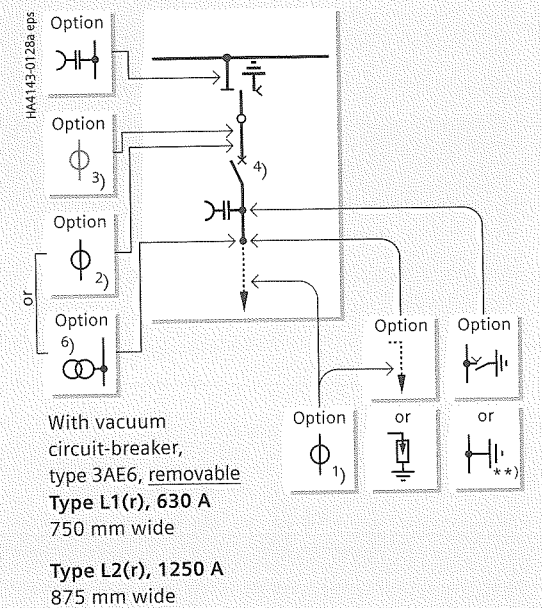 HA4143-0128a eps
Option
Option
3)
Option
2)
or
Option
6)
4)
Option
Option
Option
1)
or
or
**)
With vacuum
circuit-breaker,
type 3AE6, removable
Type L1(r), 630 A
750 mm wide
Type L2(r), 1250 A
875 mm wide